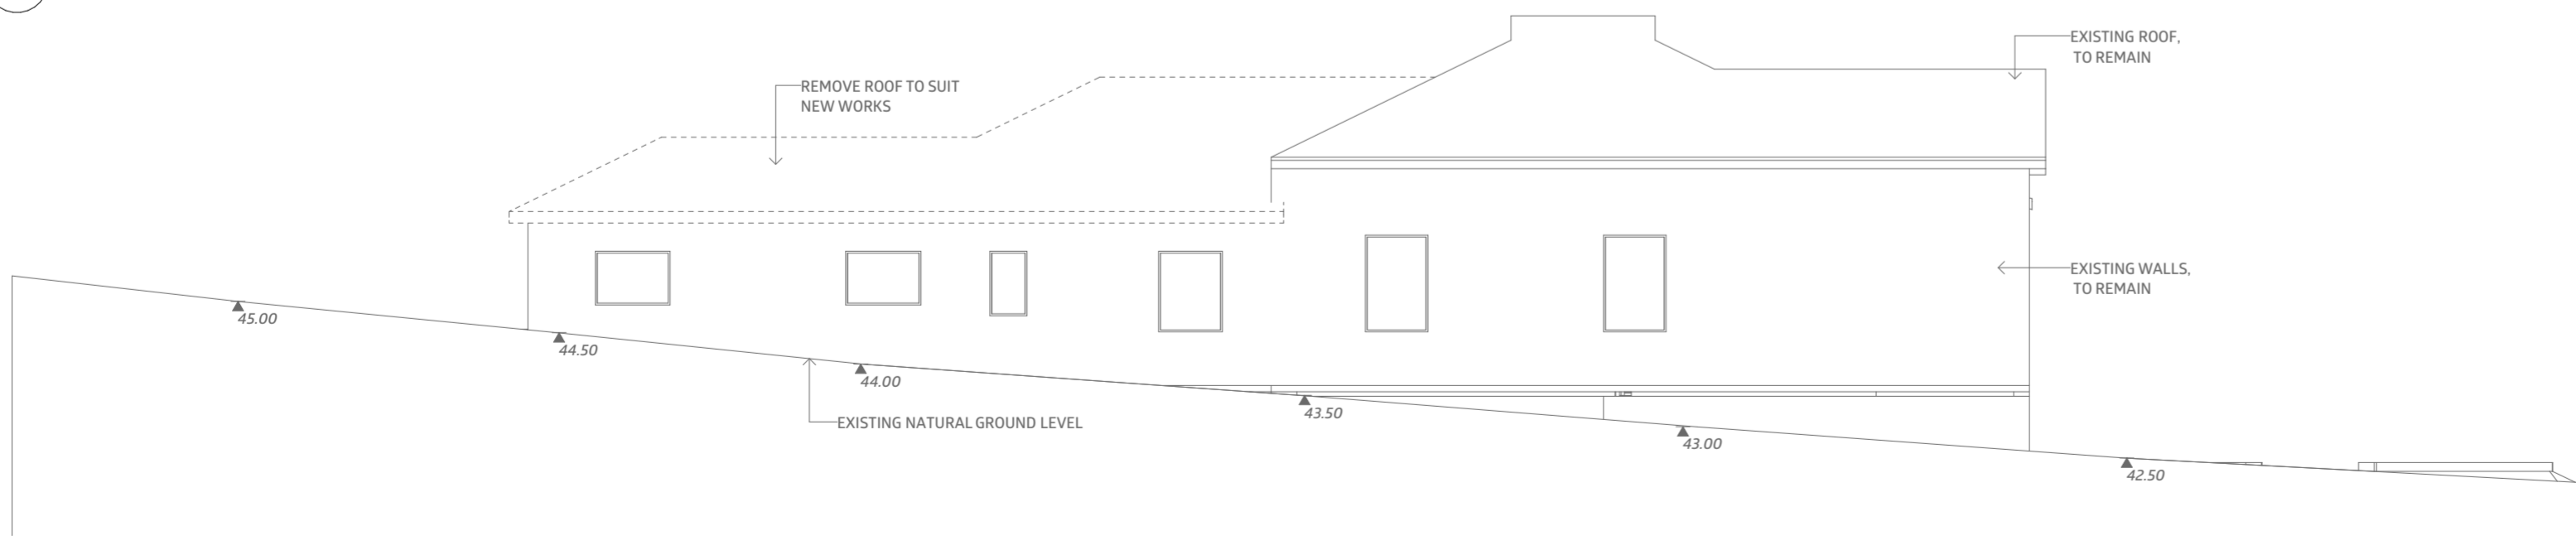 EXISTING ROOF,
TO REMAIN
REMOVE ROOF TO SUIT
NEW WORKS
EXISTING WALLS,
TO REMAIN
45.00
44.50
44.00
43.50
EXISTING NATURAL GROUND LEVEL
43.00
42.50